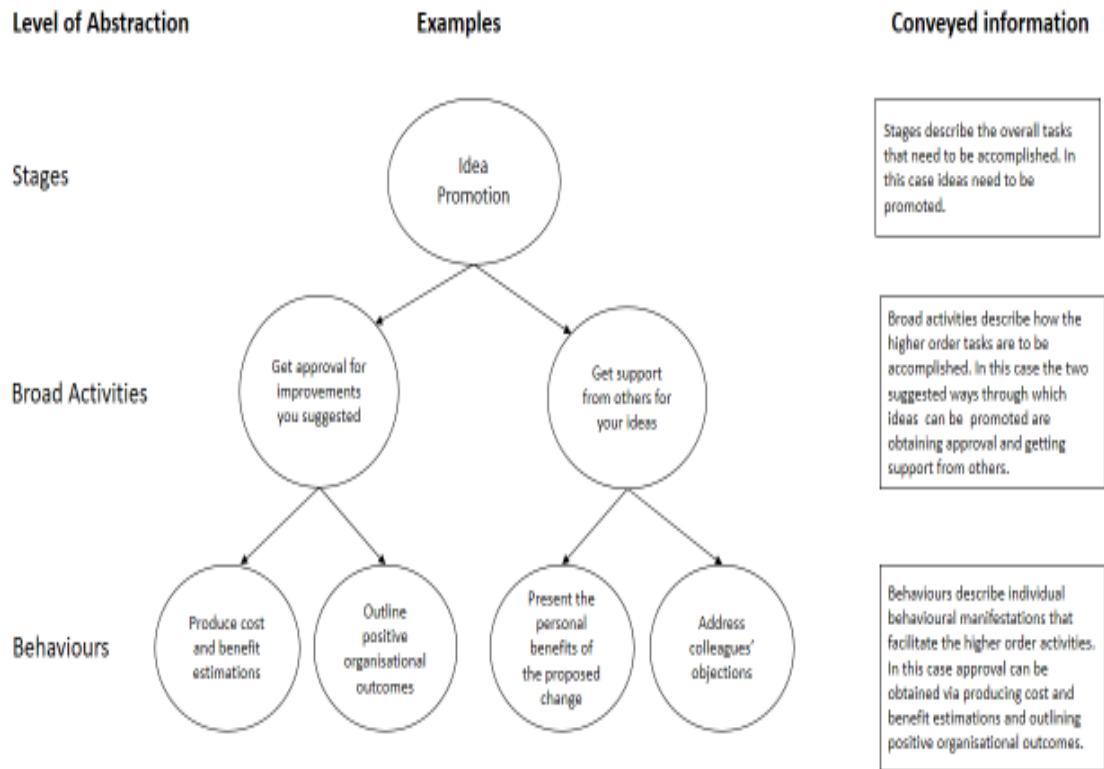 Level of Abstraction
Examples
Conveyed information
Stages
Idea
Promotion
Stages describe the overall tasks
that need to be accomplished. In
this case ideas need to be
promoted.
Broad Activities
Get approval for
improvements
you suggested
Get support
from others for
your ideas
Broad activities describe how the
higher order tasks are to be
accomplished. In this case the two
suggested ways through which
ideas can be promoted are
obtaining approval and getting
support from others.
Behaviours
Produce cost
and benefit
estimations
Outline
positive
organisational
outcomes
Present the
personal
benefits of
the proposed
change
Address
colleagues'
objections
Behaviours describe individual
behavioural manifestations that
facilitate the higher order activities.
In this case approval can be
obtained via producing cost and
benefit estimations and outlining
positive organisational outcomes.